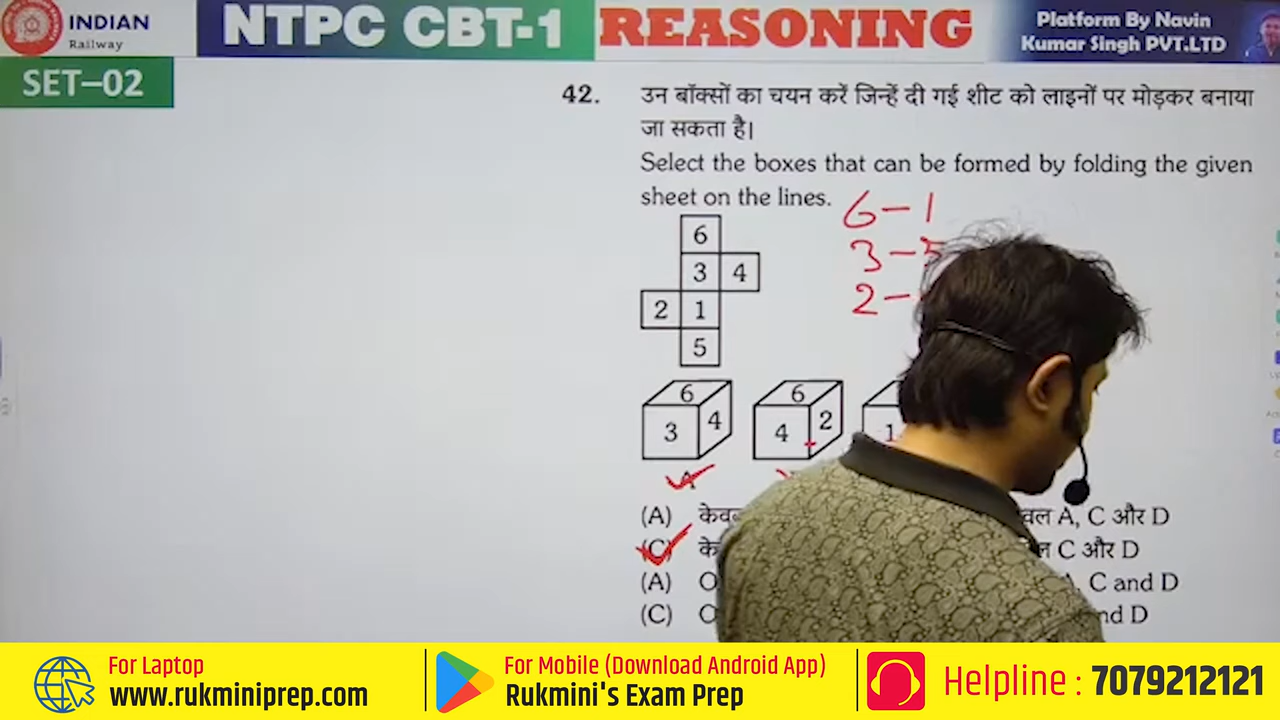 INDIAN
Railway
NTPC CBT-1
REASONING
Platform By Navin
Kumar Singh PVT.LTD
SET–02
42. उन बॉक्सों का चयन करें जिन्हें दी गई शीट को लाइनों पर मोड़कर बनाया
जा सकता है।
Select the boxes that can be formed by folding the given
sheet on the lines.
6
3 4
2 1
5
6–1
3–5
2–
6
3 4
6
4 2
1
A
(A)
C और D
(C)
C और D
(A)
C and D
(C)
D
For Laptop
www.rukminiprep.com
For Mobile (Download Android App)
Rukmini's Exam Prep
Helpline : 7079212121